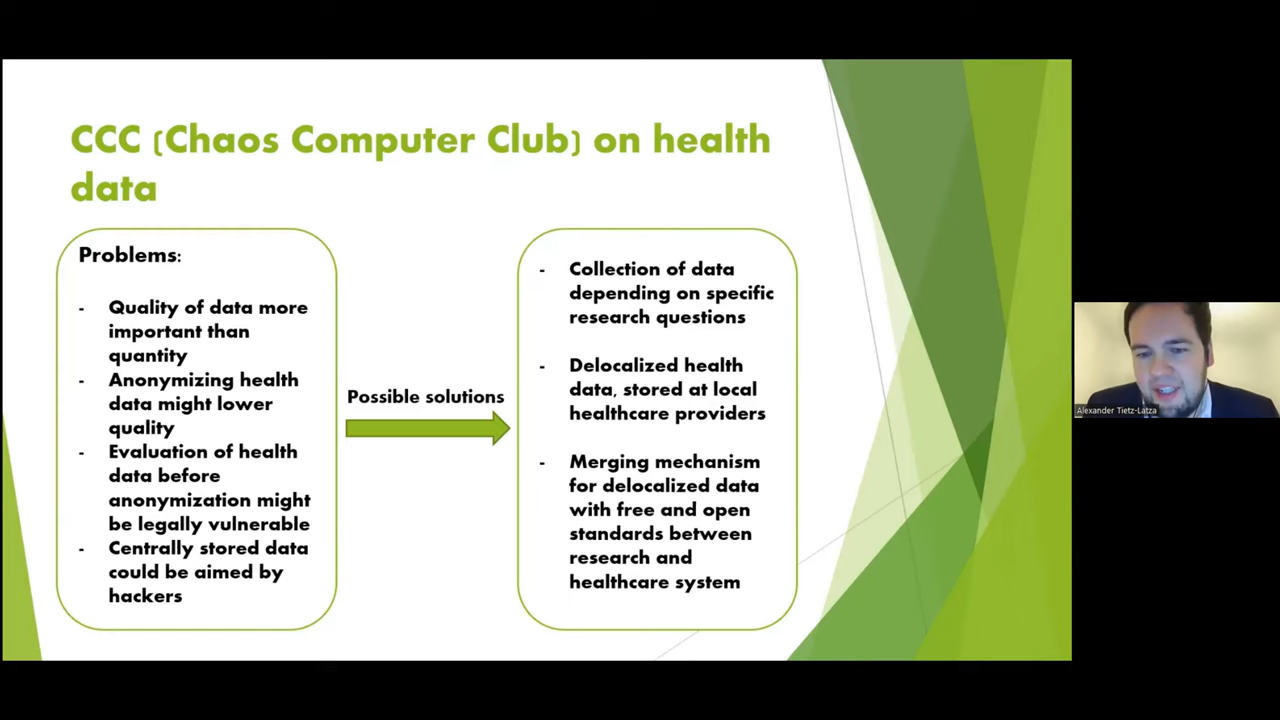 CCC (Chaos Computer Club) on health
data
Problems:
- Quality of data more
important than
quantity
- Anonymizing health
data might lower
quality
- Evaluation of health
data before
anonymization might
be legally vulnerable
- Centrally stored data
could be aimed by
hackers
Possible solutions
- Collection of data
depending on specific
research questions
- Delocalized health
data, stored at local
healthcare providers
- Merging mechanism
for delocalized data
with free and open
standards between
research and
healthcare system
Alexander Tietz-Latza